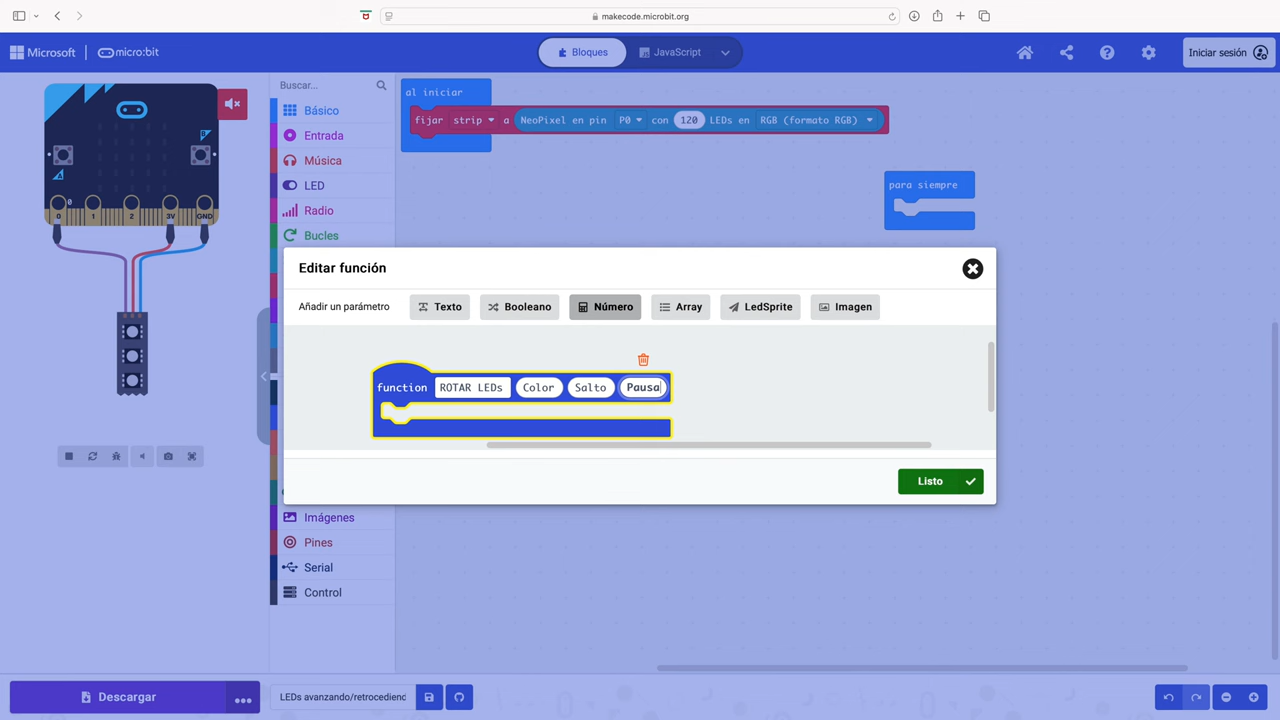 makecode.microbit.org
Microsoft
micro:bit
Bloques
JavaScript
Iniciar sesión
Buscar...
Básico
Entrada
Música
LED
Radio
Bucles
Imágenes
Pines
Serial
Control
B
A
0
0 1 2 3V GND
al iniciar
fijar strip a NeoPixel en pin P0 con 120 LEDs en RGB (formato RGB)
para siempre
Editar función
Añadir un parámetro
Texto
Booleano
Número
Array
LedSprite
Imagen
function ROTAR LEDs Color Salto Pausa
Listo
Descargar
LEDs avanzando/retrocediend